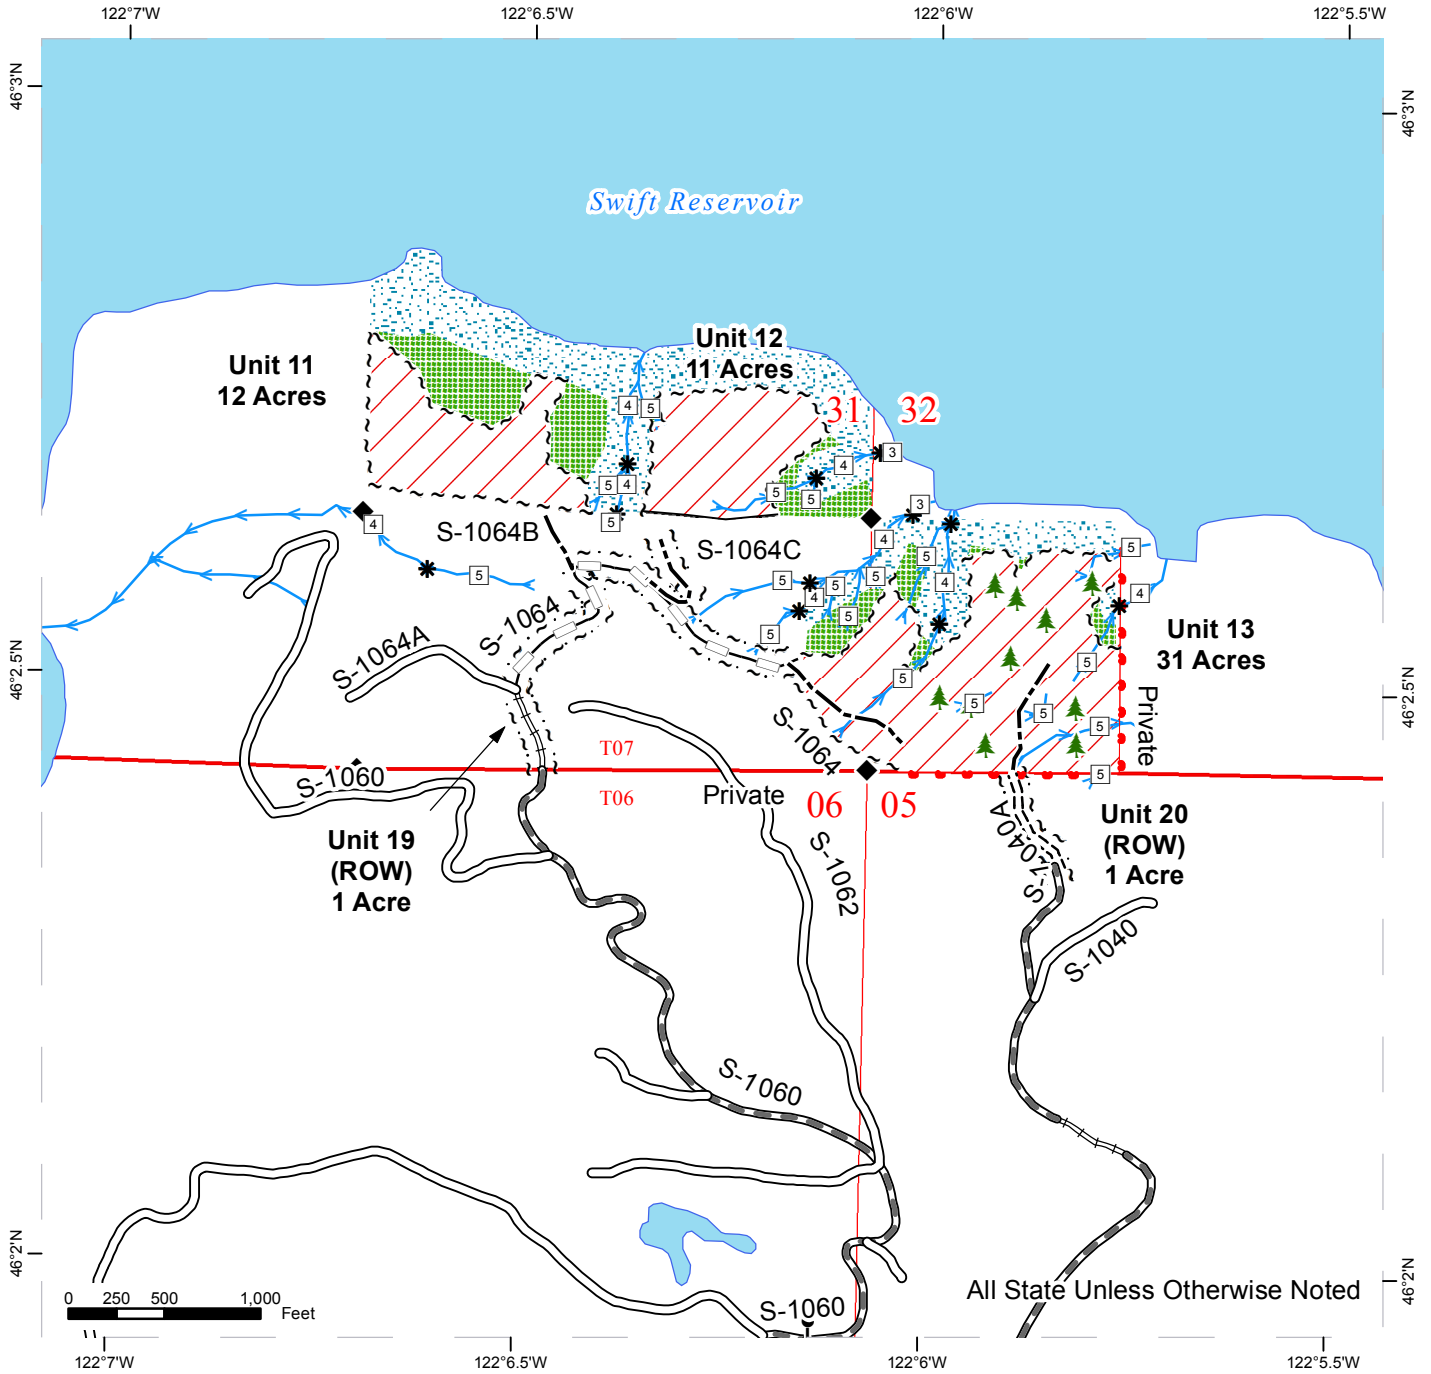 122°7'W
122°6.5'W
122°6'W
122°5.5'W
46°3'N
46°3'N
Swift Reservoir
Unit 12
11 Acres
Unit 11
12 Acres
31
32
4
5
3
4
5
5
5
4
3
5
4
S-1064B
S-1064C
4
5
5
4
5
5
5
5
4
5
4
5
5
S-1064
S-1064A
Unit 13
31 Acres
46°2.5'N
46°2.5'N
5
5
5
5
5
5
Private
S-1064
T07
T06
S-1060
Private
06
05
Unit 19
(ROW)
1 Acre
S-1062
S-1040A
Unit 20
(ROW)
1 Acre
S-1040
S-1060
46°2'N
46°2'N
All State Unless Otherwise Noted
0
250
500
1,000
Feet
S-1060
122°7'W
122°6.5'W
122°6'W
122°5.5'W